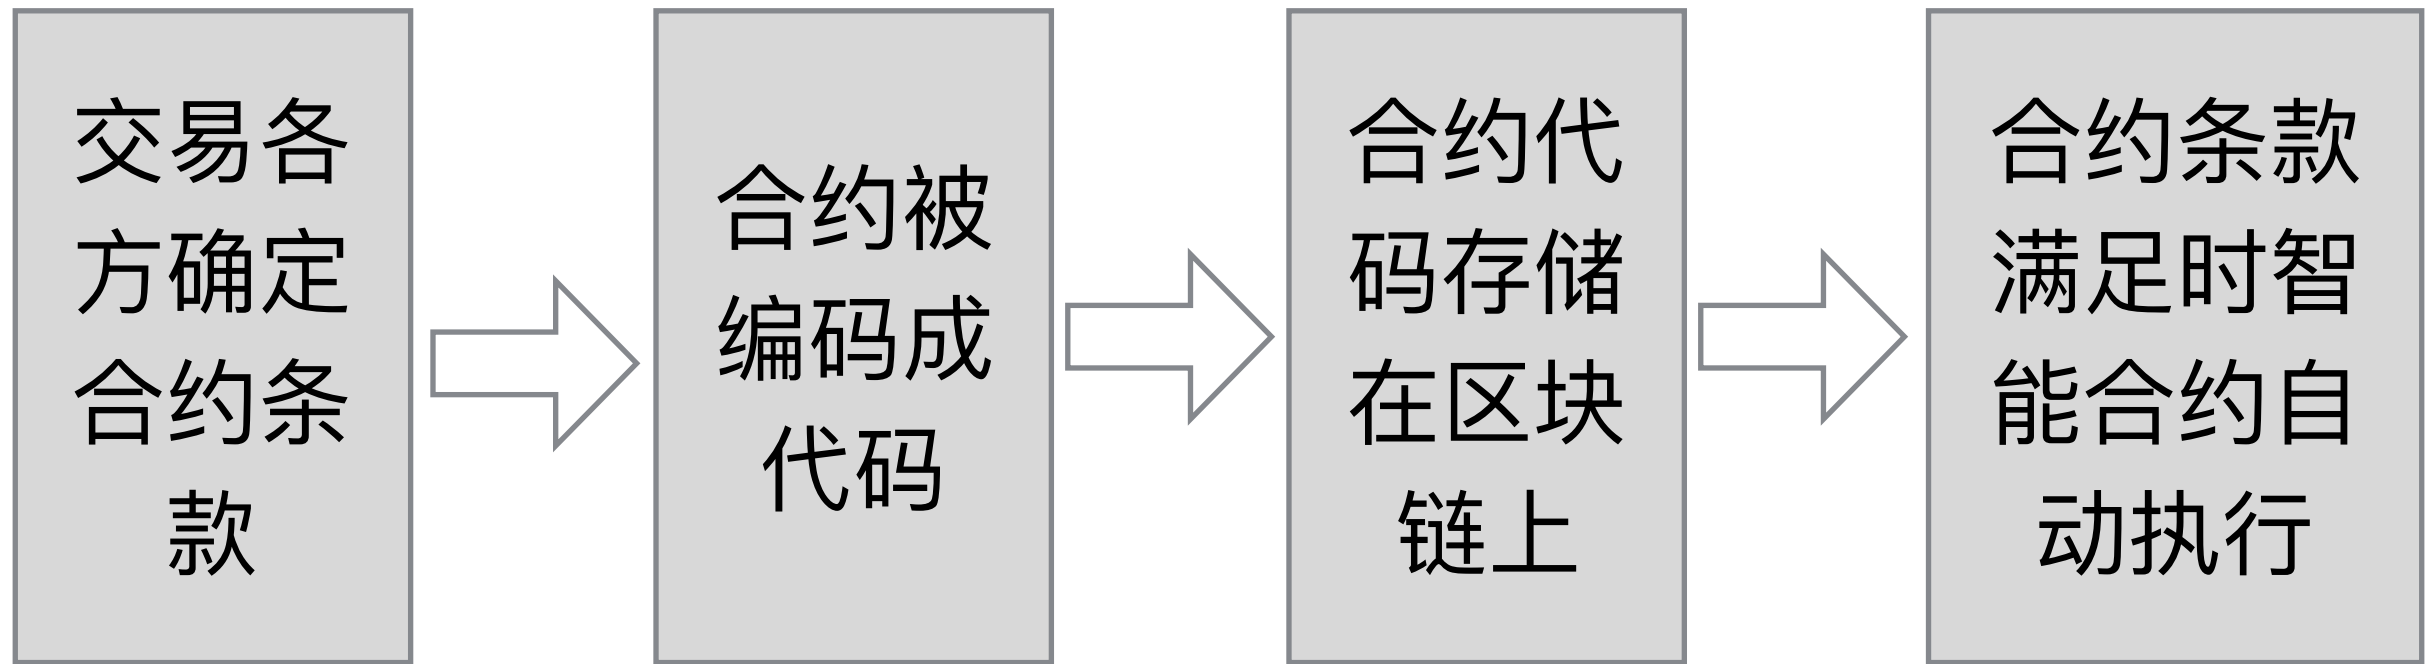 交易各
方确定
合约条
款
合约被
编码成
代码
合约代
码存储
在区块
链上
合约条款
满足时智
能合约自
动执行